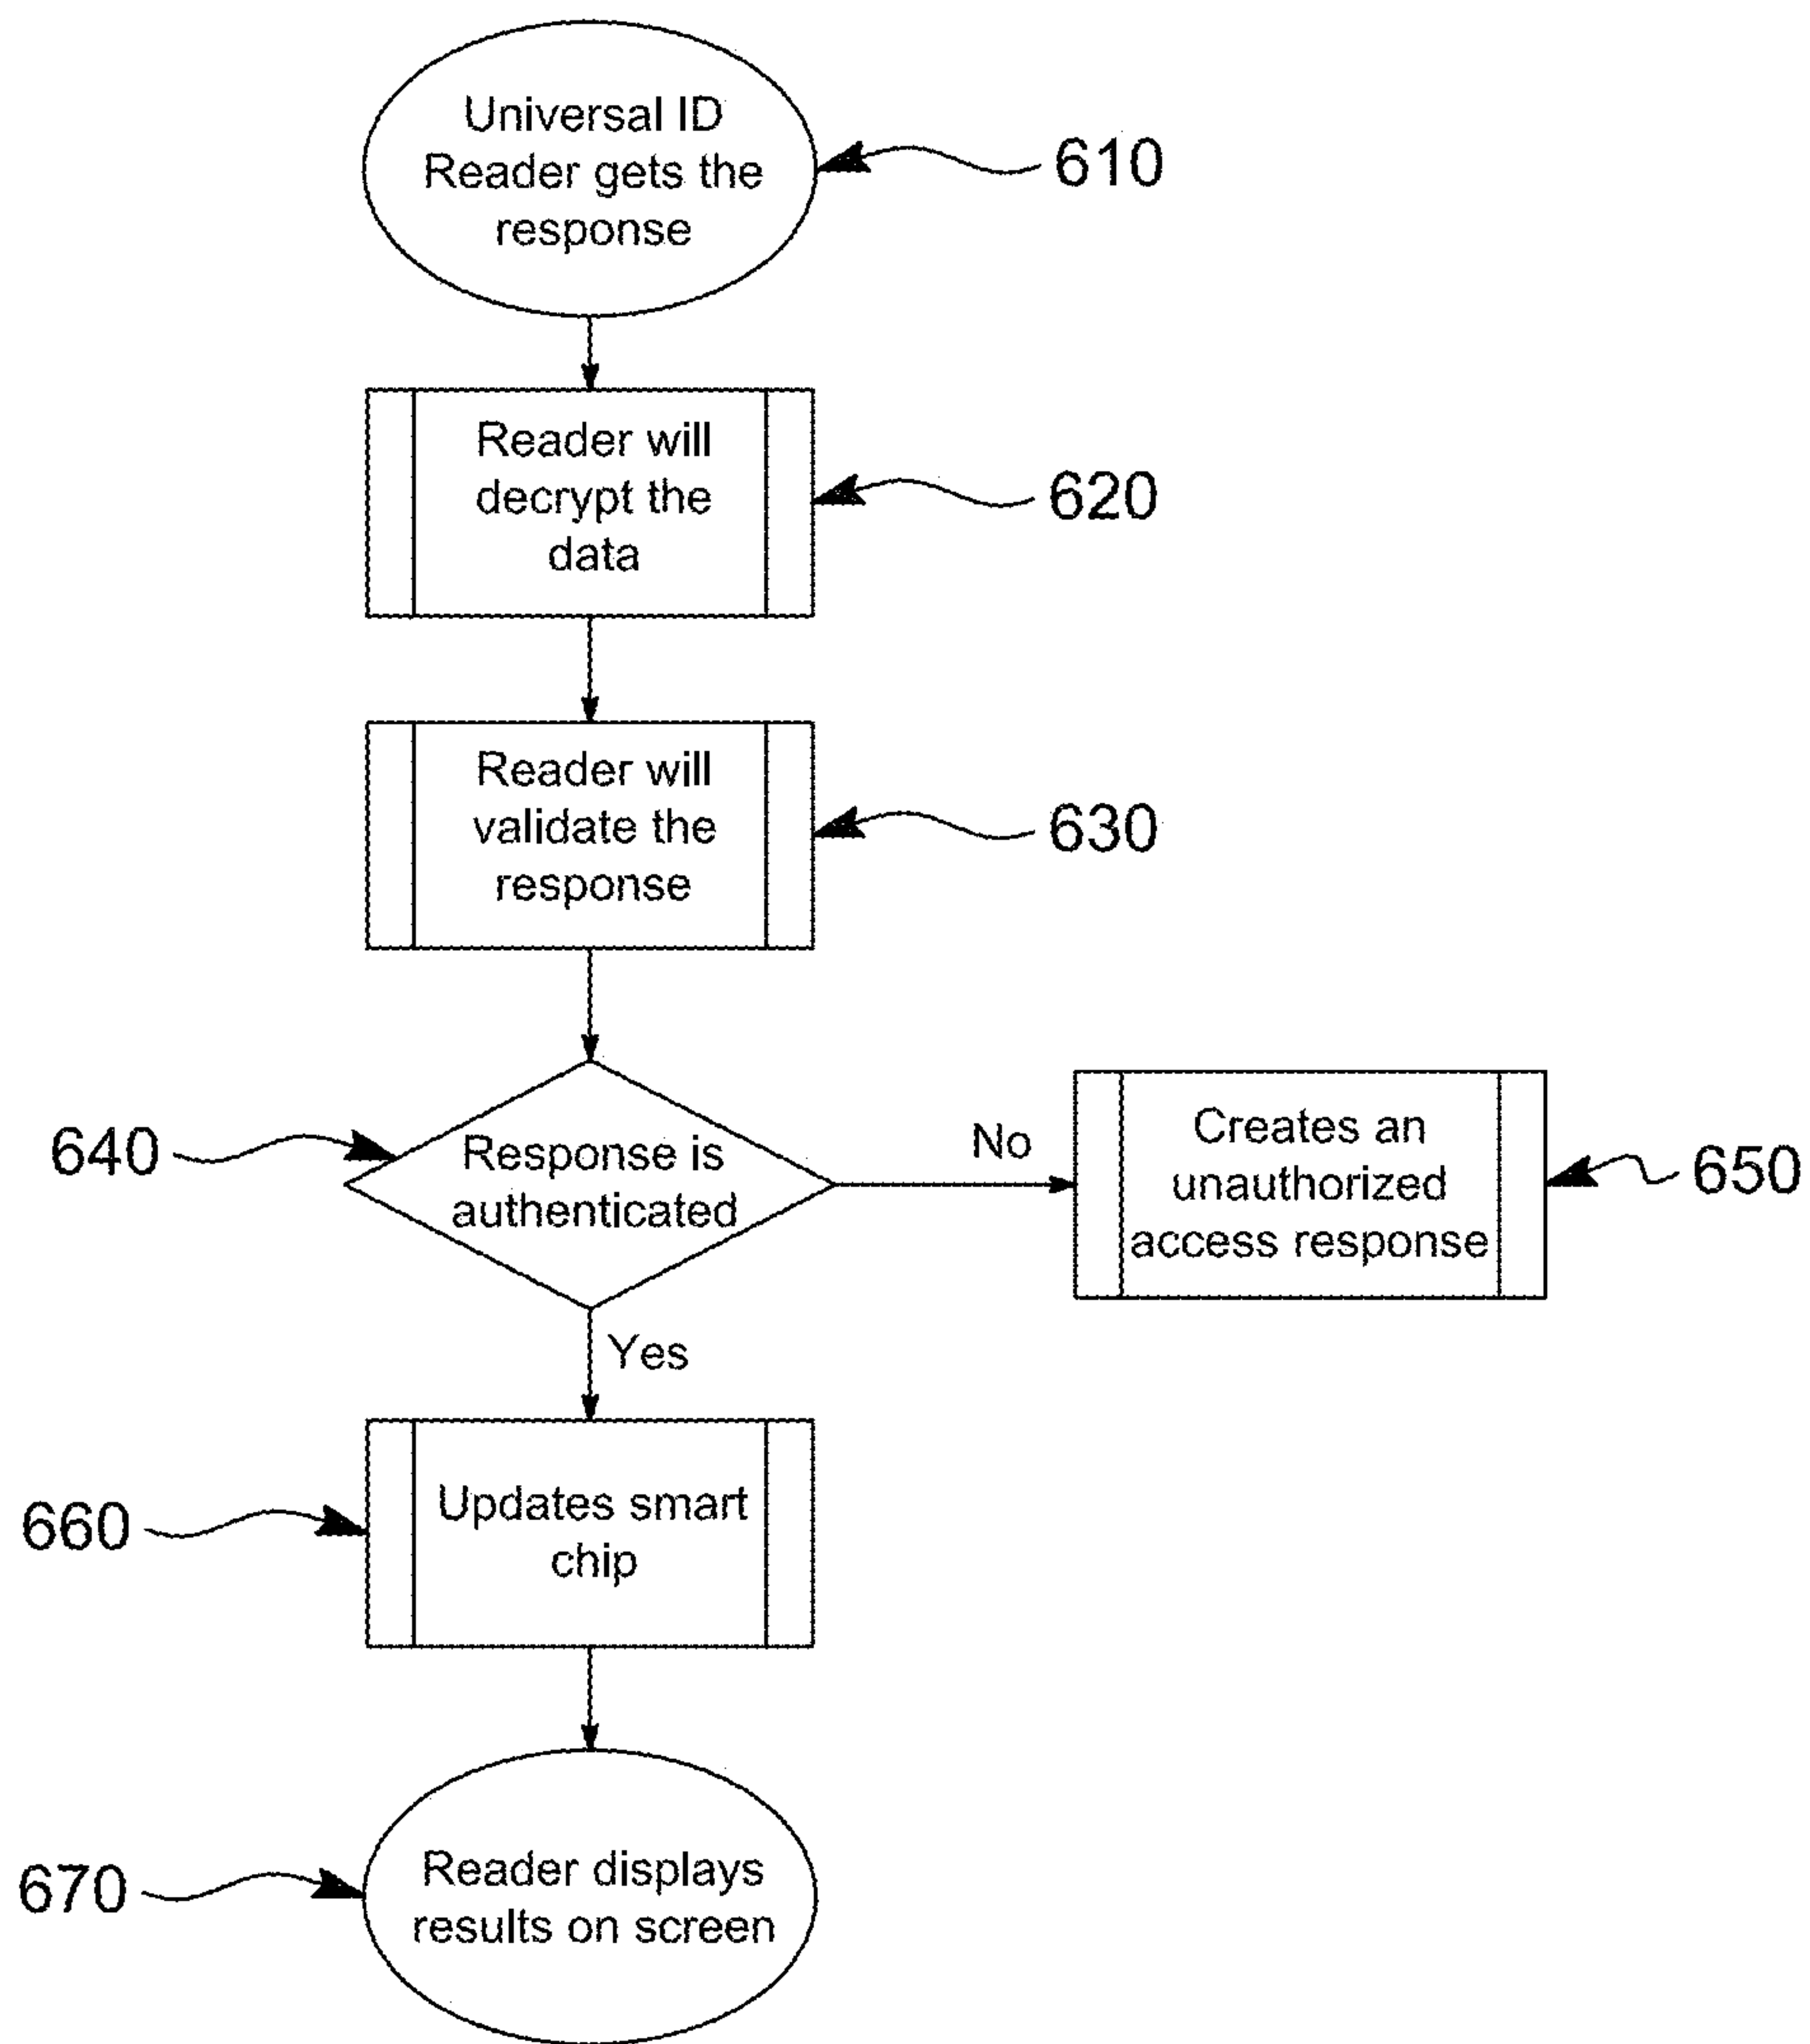 Universal ID
Reader gets the
response
610
Reader will
decrypt the
data
620
Reader will
validate the
response
630
640
Response is
authenticated
No
Creates an
unauthorized
access response
650
Yes
660
Updates smart
chip
670
Reader displays
results on screen